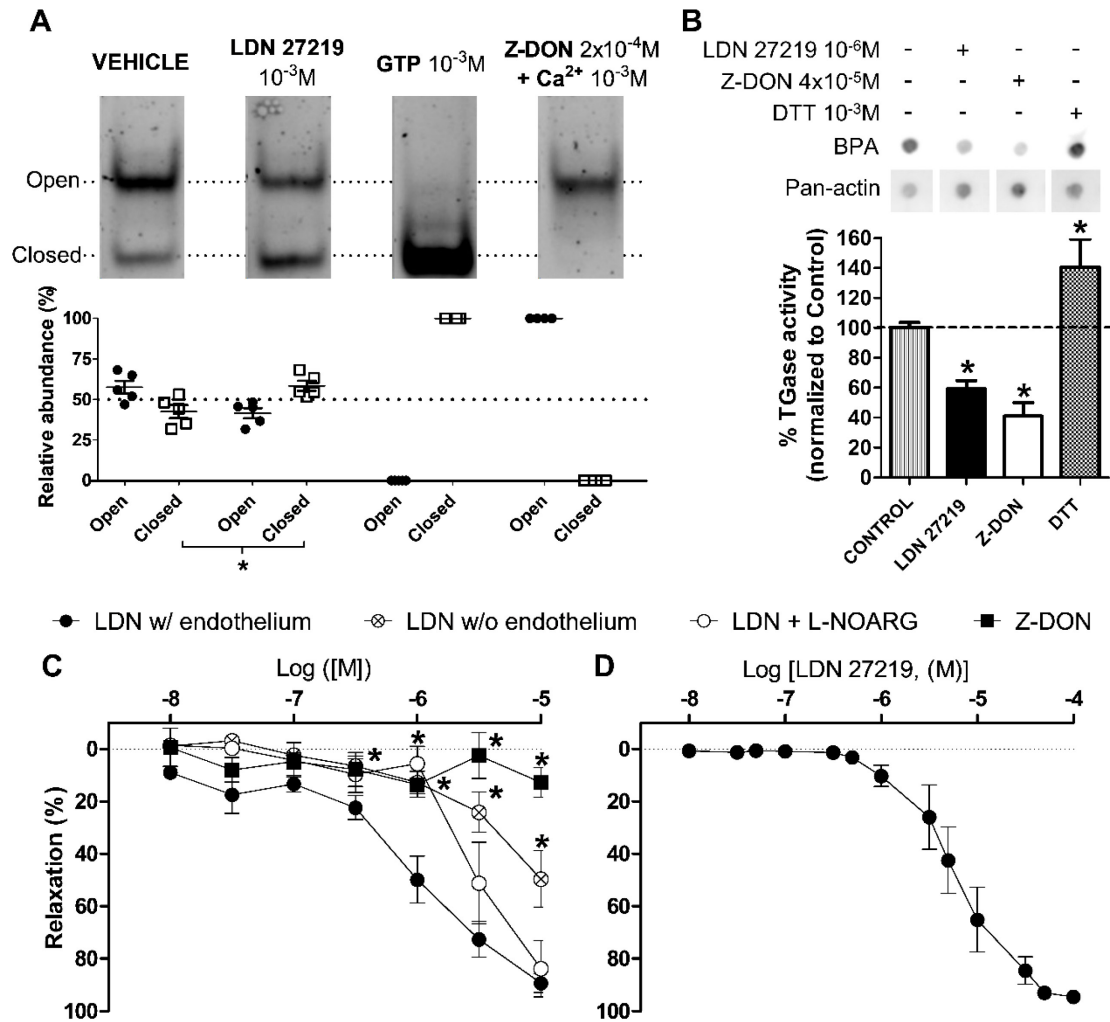 A
VEHICLE
LDN 27219
10⁻³M
GTP 10⁻³M
Z-DON 2x10⁻⁴M
+ Ca²⁺ 10⁻³M
Open
Closed
Relative abundance (%)
100
75
50
25
0
Open
Closed
Open
Closed
Open
Closed
Open
Closed
*
B
LDN 27219 10⁻⁶M - + - -
Z-DON 4x10⁻⁵M - - + -
DTT 10⁻³M - - - +
BPA
Pan-actin
% TGase activity
(normalized to Control)
160
140
120
100
80
60
40
20
0
* * *
CONTROL
LDN 27219
Z-DON
DTT
LDN w/ endothelium
LDN w/o endothelium
LDN + L-NOARG
Z-DON
C
Log ([M])
-8 -7 -6 -5
Relaxation (%)
0
20
40
60
80
100
* * * * * * *
D
Log [LDN 27219, (M)]
-8 -7 -6 -5 -4
0
20
40
60
80
100